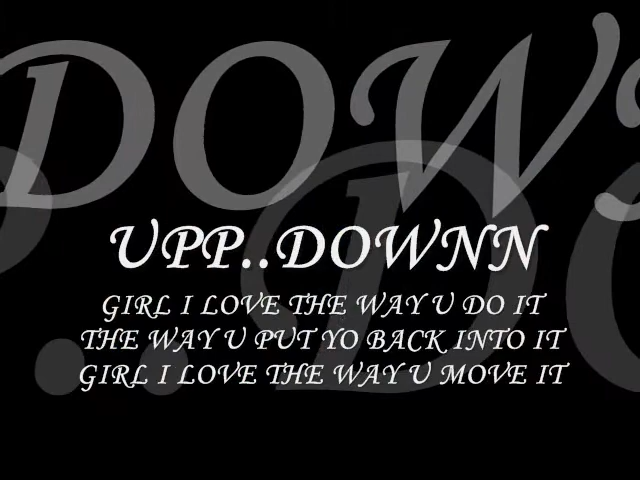 UPP..DOWNN
GIRL I LOVE THE WAY U DO IT
THE WAY U PUT YO BACK INTO IT
GIRL I LOVE THE WAY U MOVE IT